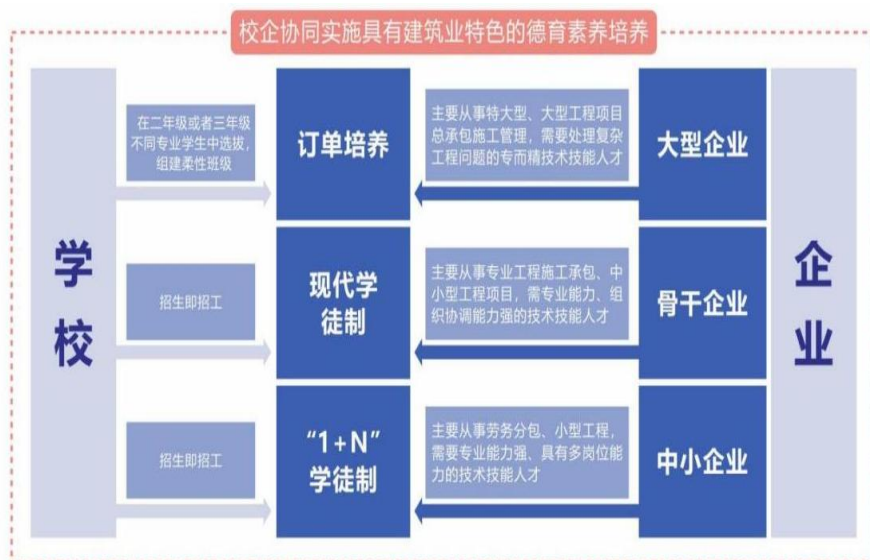 校企协同实施具有建筑业特色的德育素养培养
学
校
在二年级或者三年级
不同专业学生中选拔,
组建柔性班级
订单培养
主要从事特大型、大型工程项目
总承包施工管理，需要处理复杂
工程问题的专而精技术技能人才
大型企业
招生即招工
现代学
徒制
主要从事专业工程施工承包、中
小型工程项目，需专业能力、组
织协调能力强的技术技能人才
骨干企业
招生即招工
“1+N”
学徒制
主要从事劳务分包、小型工程，
需要专业能力强、具有多岗位能
力的技术技能人才
中小企业
企
业